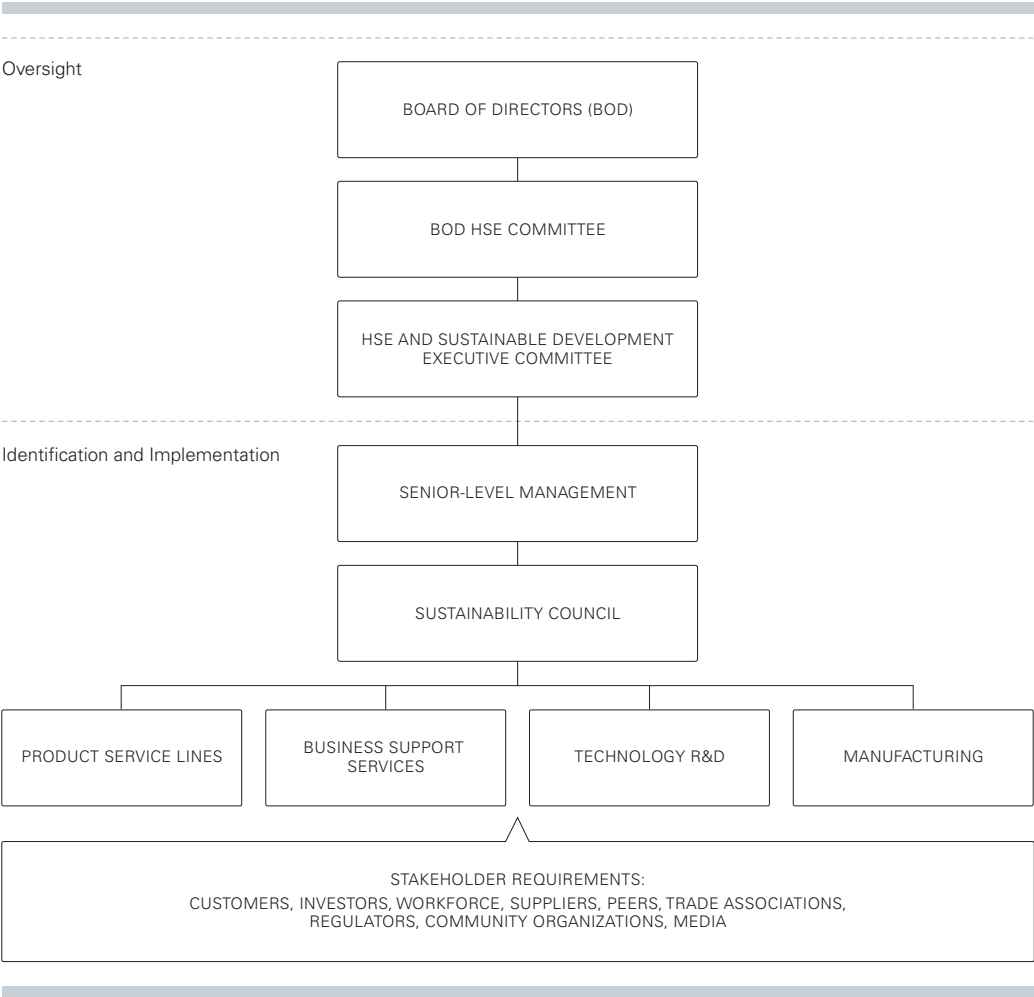 Oversight
BOARD OF DIRECTORS (BOD)
BOD HSE COMMITTEE
HSE AND SUSTAINABLE DEVELOPMENT
EXECUTIVE COMMITTEE
Identification and Implementation
SENIOR-LEVEL MANAGEMENT
SUSTAINABILITY COUNCIL
PRODUCT SERVICE LINES
BUSINESS SUPPORT
SERVICES
TECHNOLOGY R&D
MANUFACTURING
STAKEHOLDER REQUIREMENTS:
CUSTOMERS, INVESTORS, WORKFORCE, SUPPLIERS, PEERS, TRADE ASSOCIATIONS,
REGULATORS, COMMUNITY ORGANIZATIONS, MEDIA